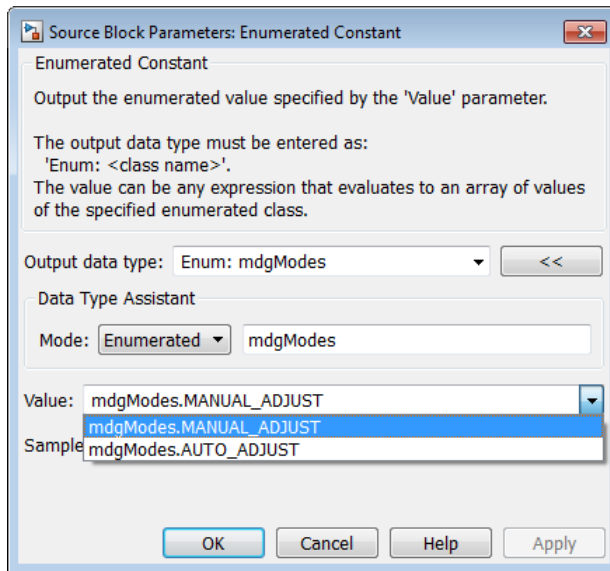 Source Block Parameters: Enumerated Constant
Enumerated Constant
Output the enumerated value specified by the 'Value' parameter.
The output data type must be entered as:
'Enum: <class name>'.
The value can be any expression that evaluates to an array of values
of the specified enumerated class.
Output data type: Enum: mdgModes <<
Data Type Assistant
Mode: Enumerated mdgModes
Value: mdgModes.MANUAL_ADJUST
mdgModes.MANUAL_ADJUST
Sample mdgModes.AUTO_ADJUST
OK Cancel Help Apply